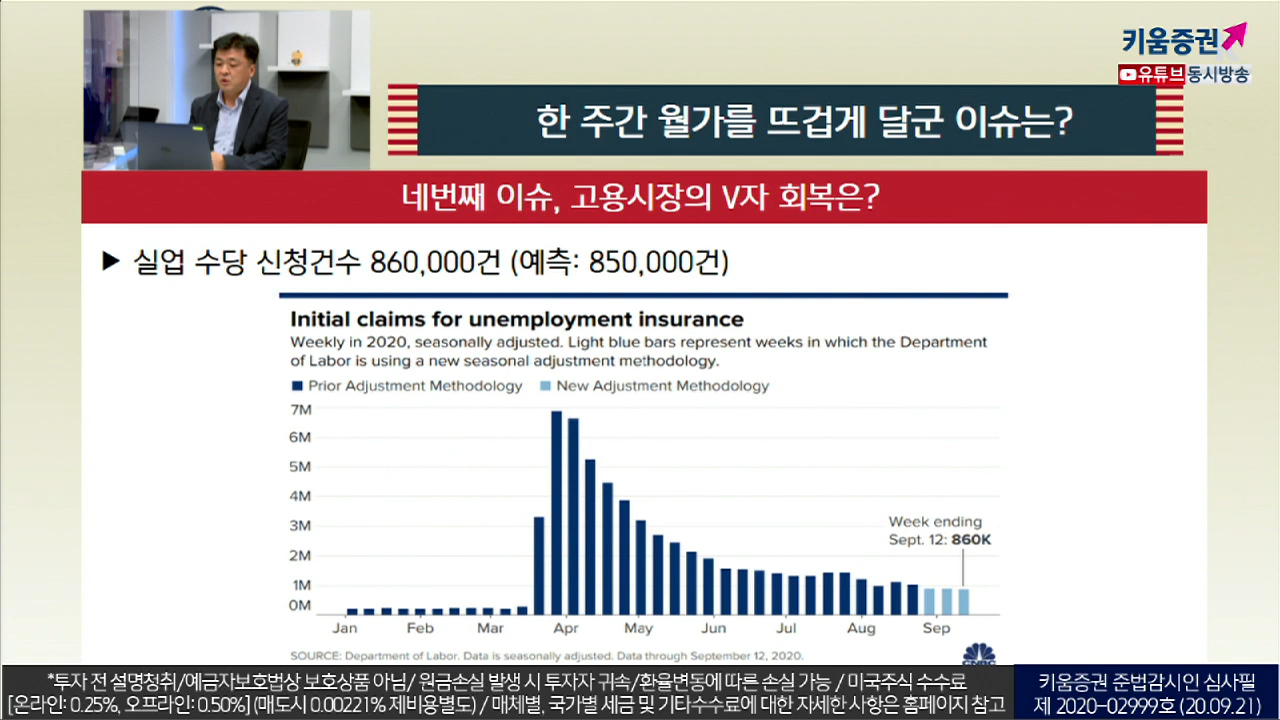 키움증권
유튜브 동시방송
한 주간 월가를 뜨겁게 달군 이슈는?
네번째 이슈, 고용시장의 V자 회복은?
▶ 실업 수당 신청건수 860,000건 (예측: 850,000건)
Initial claims for unemployment insurance
Weekly in 2020, seasonally adjusted. Light blue bars represent weeks in which the Department
of Labor is using a new seasonal adjustment methodology.
Prior Adjustment Methodology New Adjustment Methodology
7M
6M
5M
4M
3M
2M
1M
0M
Week ending
Sept. 12: 860K
Jan Feb Mar Apr May Jun Jul Aug Sep
SOURCE: Department of Labor. Data is seasonally adjusted. Data through September 12, 2020.
CNBC
*투자 전 설명청취/예금자보호법상 보호상품 아님/ 원금손실 발생 시 투자자 귀속/환율변동에 따른 손실 가능 / 미국주식 수수료
[온라인: 0.25%, 오프라인: 0.50%] (매도시 0.00221% 제비용별도) / 매체별, 국가별 세금 및 기타수수료에 대한 자세한 사항은 홈페이지 참고
키움증권 준법감시인 심사필
제 2020-02999호 (20.09.21)